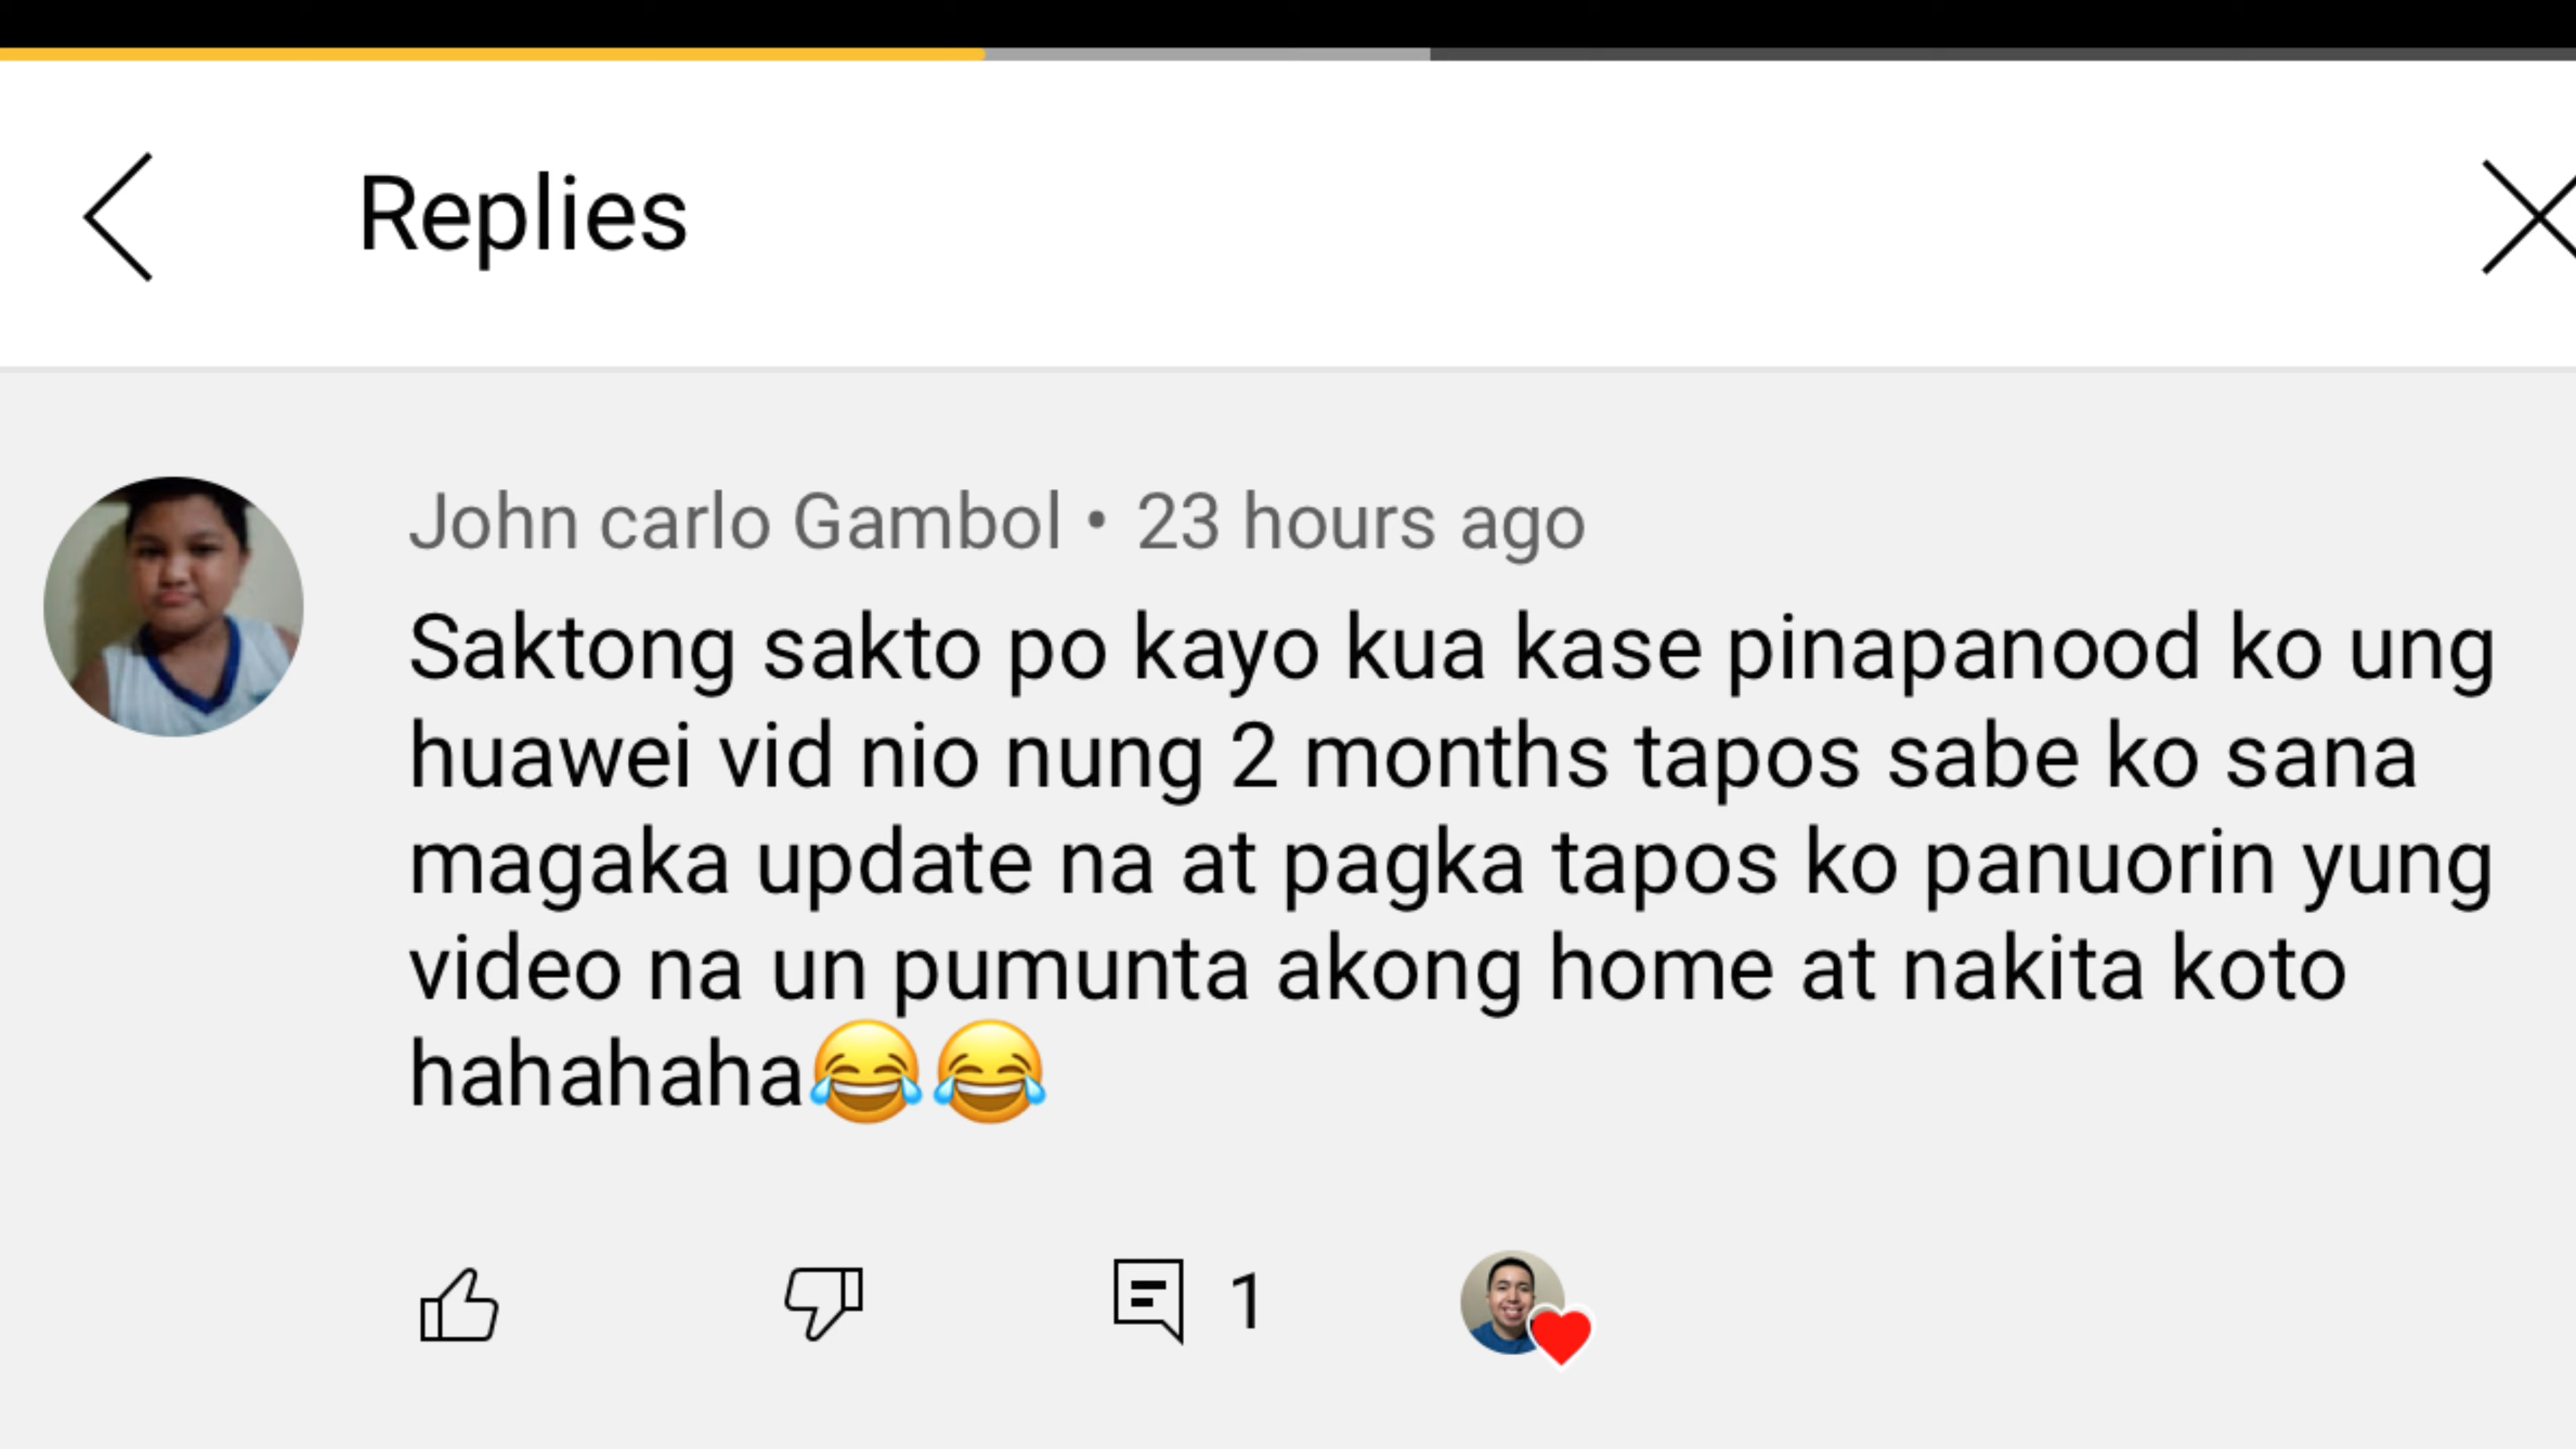 Replies
John carlo Gambol • 23 hours ago
Saktong sakto po kayo kua kase pinapanood ko ung
huawei vid nio nung 2 months tapos sabe ko sana
magaka update na at pagka tapos ko panuorin yung
video na un pumunta akong home at nakita koto
hahahaha😂😂
1